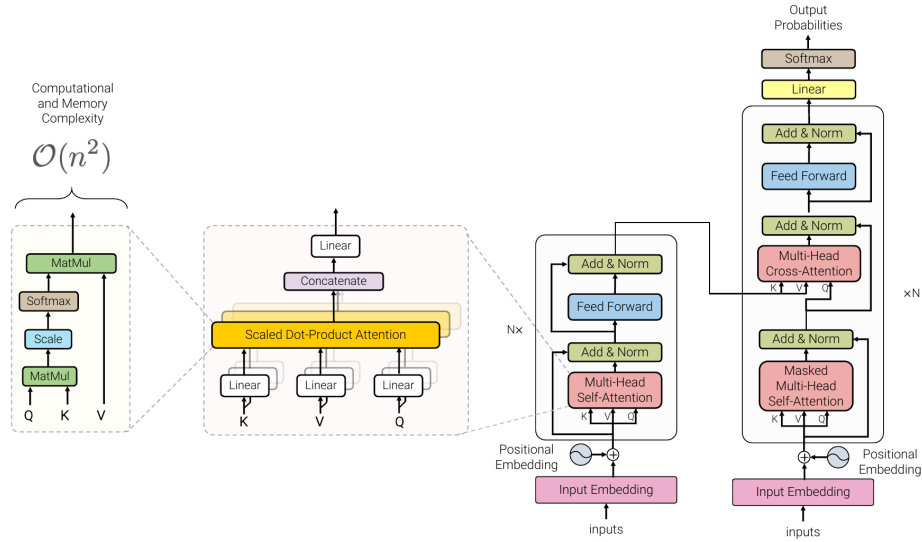 Computational
and Memory
Complexity
O(n²)
MatMul
Softmax
Scale
MatMul
Q K V
Linear
Concatenate
Scaled Dot-Product Attention
Linear Linear Linear
K V Q
N×
Add & Norm
Feed Forward
Add & Norm
Multi-Head
Self-Attention
K V Q
Positional
Embedding
Input Embedding
inputs
Output
Probabilities
Softmax
Linear
Add & Norm
Feed Forward
Add & Norm
Multi-Head
Cross-Attention
K V Q
×N
Add & Norm
Masked
Multi-Head
Self-Attention
K V Q
Positional
Embedding
Input Embedding
inputs